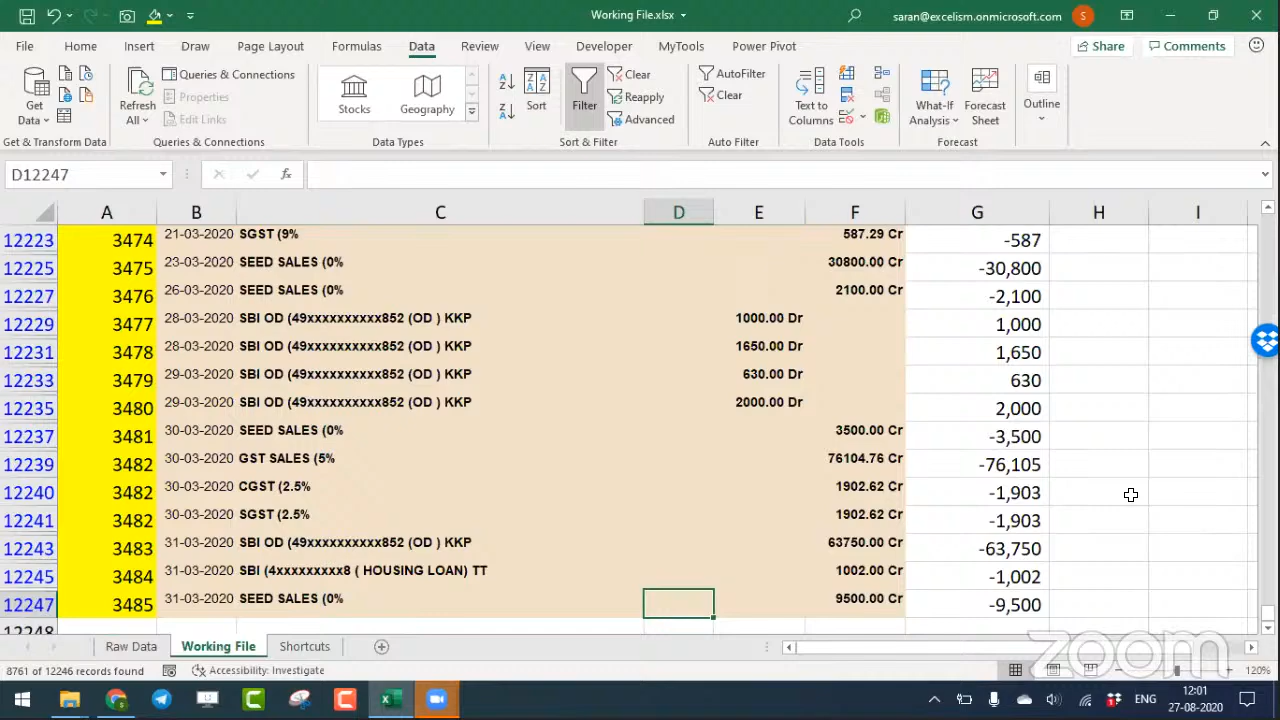 Working File.xlsx
saran@excelism.onmicrosoft.com S
File Home Insert Draw Page Layout Formulas Data Review View Developer MyTools Power Pivot Share Comments
Get Data
Refresh All
Queries & Connections
Properties
Edit Links
Stocks
Geography
Sort
Filter
Clear
Reapply
Advanced
AutoFilter
Clear
Text to Columns
What-If Analysis
Forecast Sheet
Outline
Get & Transform Data Queries & Connections Data Types Sort & Filter Auto Filter Data Tools Forecast
D12247
A B C D E F G H I
12223 3474 21-03-2020 SGST (9% 587.29 Cr -587
12225 3475 23-03-2020 SEED SALES (0% 30800.00 Cr -30,800
12227 3476 26-03-2020 SEED SALES (0% 2100.00 Cr -2,100
12229 3477 28-03-2020 SBI OD (49xxxxxxxxxx852 (OD ) KKP 1000.00 Dr 1,000
12231 3478 28-03-2020 SBI OD (49xxxxxxxxxx852 (OD ) KKP 1650.00 Dr 1,650
12233 3479 29-03-2020 SBI OD (49xxxxxxxxxx852 (OD ) KKP 630.00 Dr 630
12235 3480 29-03-2020 SBI OD (49xxxxxxxxxx852 (OD ) KKP 2000.00 Dr 2,000
12237 3481 30-03-2020 SEED SALES (0% 3500.00 Cr -3,500
12239 3482 30-03-2020 GST SALES (5% 76104.76 Cr -76,105
12240 3482 30-03-2020 CGST (2.5% 1902.62 Cr -1,903
12241 3482 30-03-2020 SGST (2.5% 1902.62 Cr -1,903
12243 3483 31-03-2020 SBI OD (49xxxxxxxxxx852 (OD ) KKP 63750.00 Cr -63,750
12245 3484 31-03-2020 SBI (4xxxxxxxxx8 ( HOUSING LOAN) TT 1002.00 Cr -1,002
12247 3485 31-03-2020 SEED SALES (0% 9500.00 Cr -9,500
12248
Raw Data Working File Shortcuts
zoom
8761 of 12246 records found Accessibility: Investigate 120%
ENG 12:01
27-08-2020